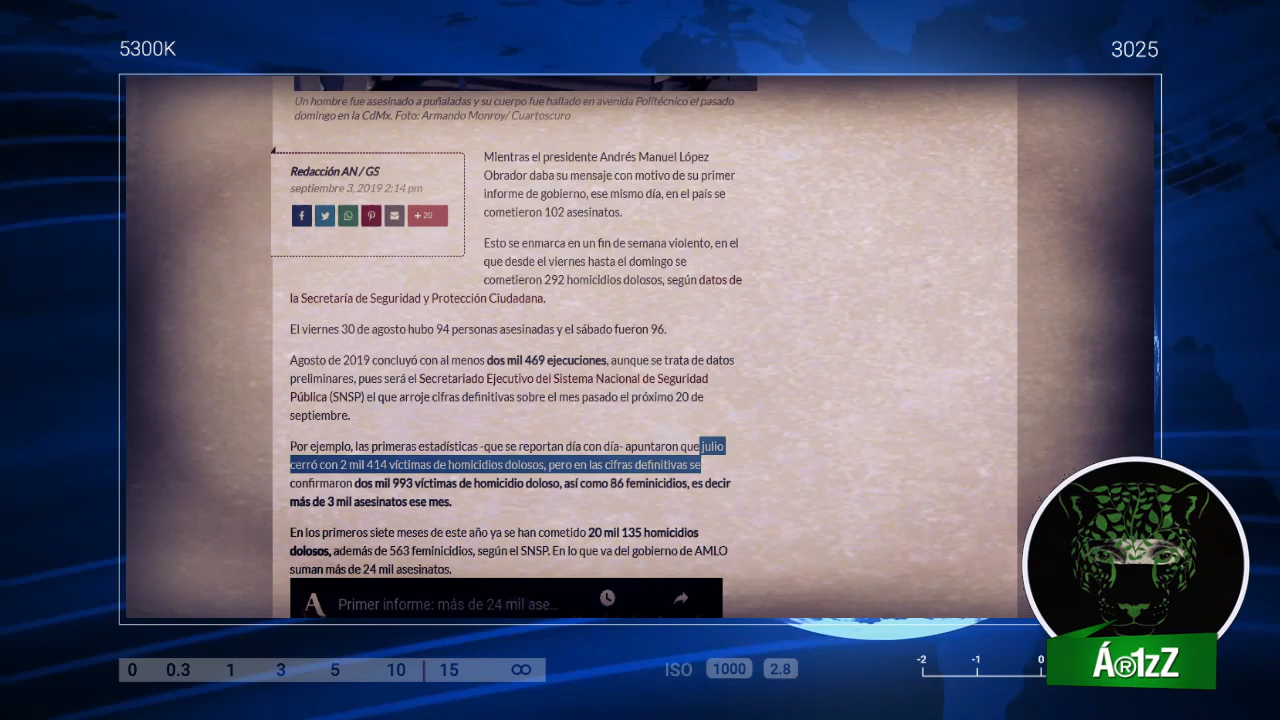 5300K
3025
Un hombre fue asesinado a puñaladas y su cuerpo fue hallado en avenida Politécnico el pasado
domingo en la CdMx. Foto: Armando Monroy/ Cuartoscuro
Redacción AN / GS
septiembre 3, 2019 2:14 pm
+ 20
Mientras el presidente Andrés Manuel López
Obrador daba su mensaje con motivo de su primer
informe de gobierno, ese mismo día, en el país se
cometieron 102 asesinatos.
Esto se enmarca en un fin de semana violento, en el
que desde el viernes hasta el domingo se
cometieron 292 homicidios dolosos, según datos de
la Secretaría de Seguridad y Protección Ciudadana.
El viernes 30 de agosto hubo 94 personas asesinadas y el sábado fueron 96.
Agosto de 2019 concluyó con al menos dos mil 469 ejecuciones, aunque se trata de datos
preliminares, pues será el Secretariado Ejecutivo del Sistema Nacional de Seguridad
Pública (SNSP) el que arroje cifras definitivas sobre el mes pasado el próximo 20 de
septiembre.
Por ejemplo, las primeras estadísticas -que se reportan día con día- apuntaron que julio
cerró con 2 mil 414 víctimas de homicidios dolosos, pero en las cifras definitivas se
confirmaron dos mil 993 víctimas de homicidio doloso, así como 86 feminicidios, es decir
más de 3 mil asesinatos ese mes.
En los primeros siete meses de este año ya se han cometido 20 mil 135 homicidios
dolosos, además de 563 feminicidios, según el SNSP. En lo que va del gobierno de AMLO
suman más de 24 mil asesinatos.
A Primer informe: más de 24 mil ase...
0 0.3 1 3 5 10 15 ∞
ISO 1000 2.8
-2 -1 0
Á®1zZ